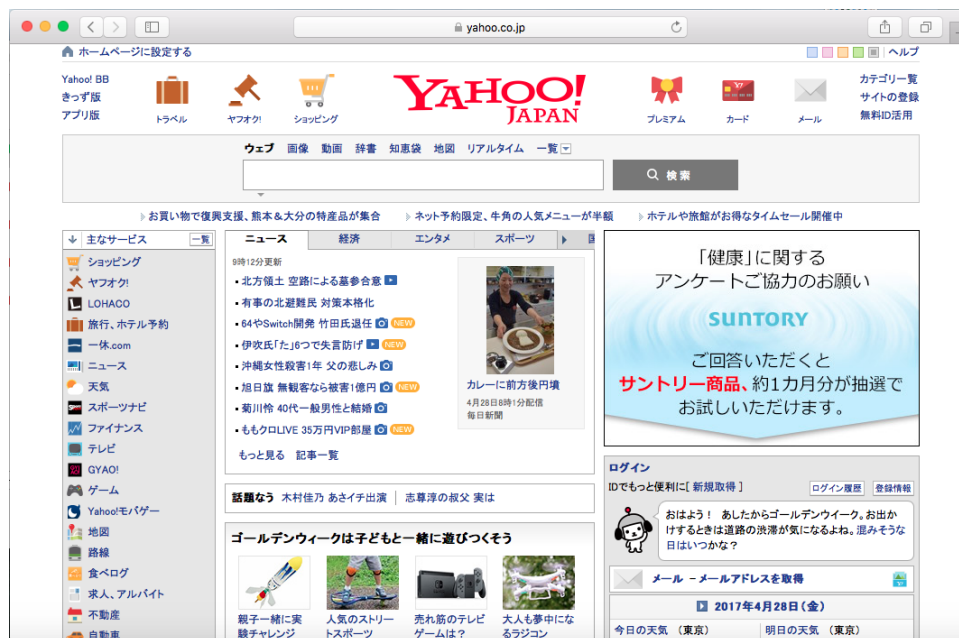 yahoo.co.jp
ホームページに設定する
ヘルプ
Yahoo! BB
きっず版
アプリ版
トラベル
ヤフオク!
ショッピング
YAHOO!
JAPAN
プレミアム
カード
メール
カテゴリ一覧
サイトの登録
無料ID活用
ウェブ 画像 動画 辞書 知恵袋 地図 リアルタイム 一覧
検索
お買い物で復興支援、熊本&大分の特産品が集合
ネット予約限定、牛角の人気メニューが半額
ホテルや旅館がお得なタイムセール開催中
主なサービス 一覧
ショッピング
ヤフオク!
LOHACO
旅行、ホテル予約
一休.com
ニュース
天気
スポーツナビ
ファイナンス
テレビ
GYAO!
ゲーム
Yahoo!モバゲー
地図
路線
食べログ
求人、アルバイト
不動産
自動車
ニュース 経済 エンタメ スポーツ
9時12分更新
北方領土 空路による墓参合意
有事の北避難民 対策本格化
64やSwitch開発 竹田氏退任 NEW
伊吹氏「た」6つで失言防げ NEW
沖縄女性殺害1年 父の悲しみ
旭日旗 無観客なら被害1億円 NEW
菊川怜 40代一般男性と結婚
ももクロLIVE 35万円VIP部屋 NEW
もっと見る 記事一覧
カレーに前方後円墳
4月28日8時1分配信
毎日新聞
話題なう 木村佳乃 あさイチ出演 志尊淳の叔父 実は
ゴールデンウィークは子どもと一緒に遊びつくそう
親子一緒に実
験チャレンジ
人気のストリー
トスポーツ
売れ筋のテレビ
ゲームは?
大人も夢中にな
るラジコン
「健康」に関する
アンケートご協力のお願い
SUNTORY
ご回答いただくと
サントリー商品、約1カ月分が抽選で
お試しいただけます。
ログイン
IDでもっと便利に[ 新規取得 ]
ログイン履歴 登録情報
おはよう! あしたからゴールデンウイーク。お出か
けするときは道路の渋滞が気になるよね。混みそうな
日はいつかな?
メール - メールアドレスを取得
2017年4月28日(金)
今日の天気 (東京)
明日の天気 (東京)